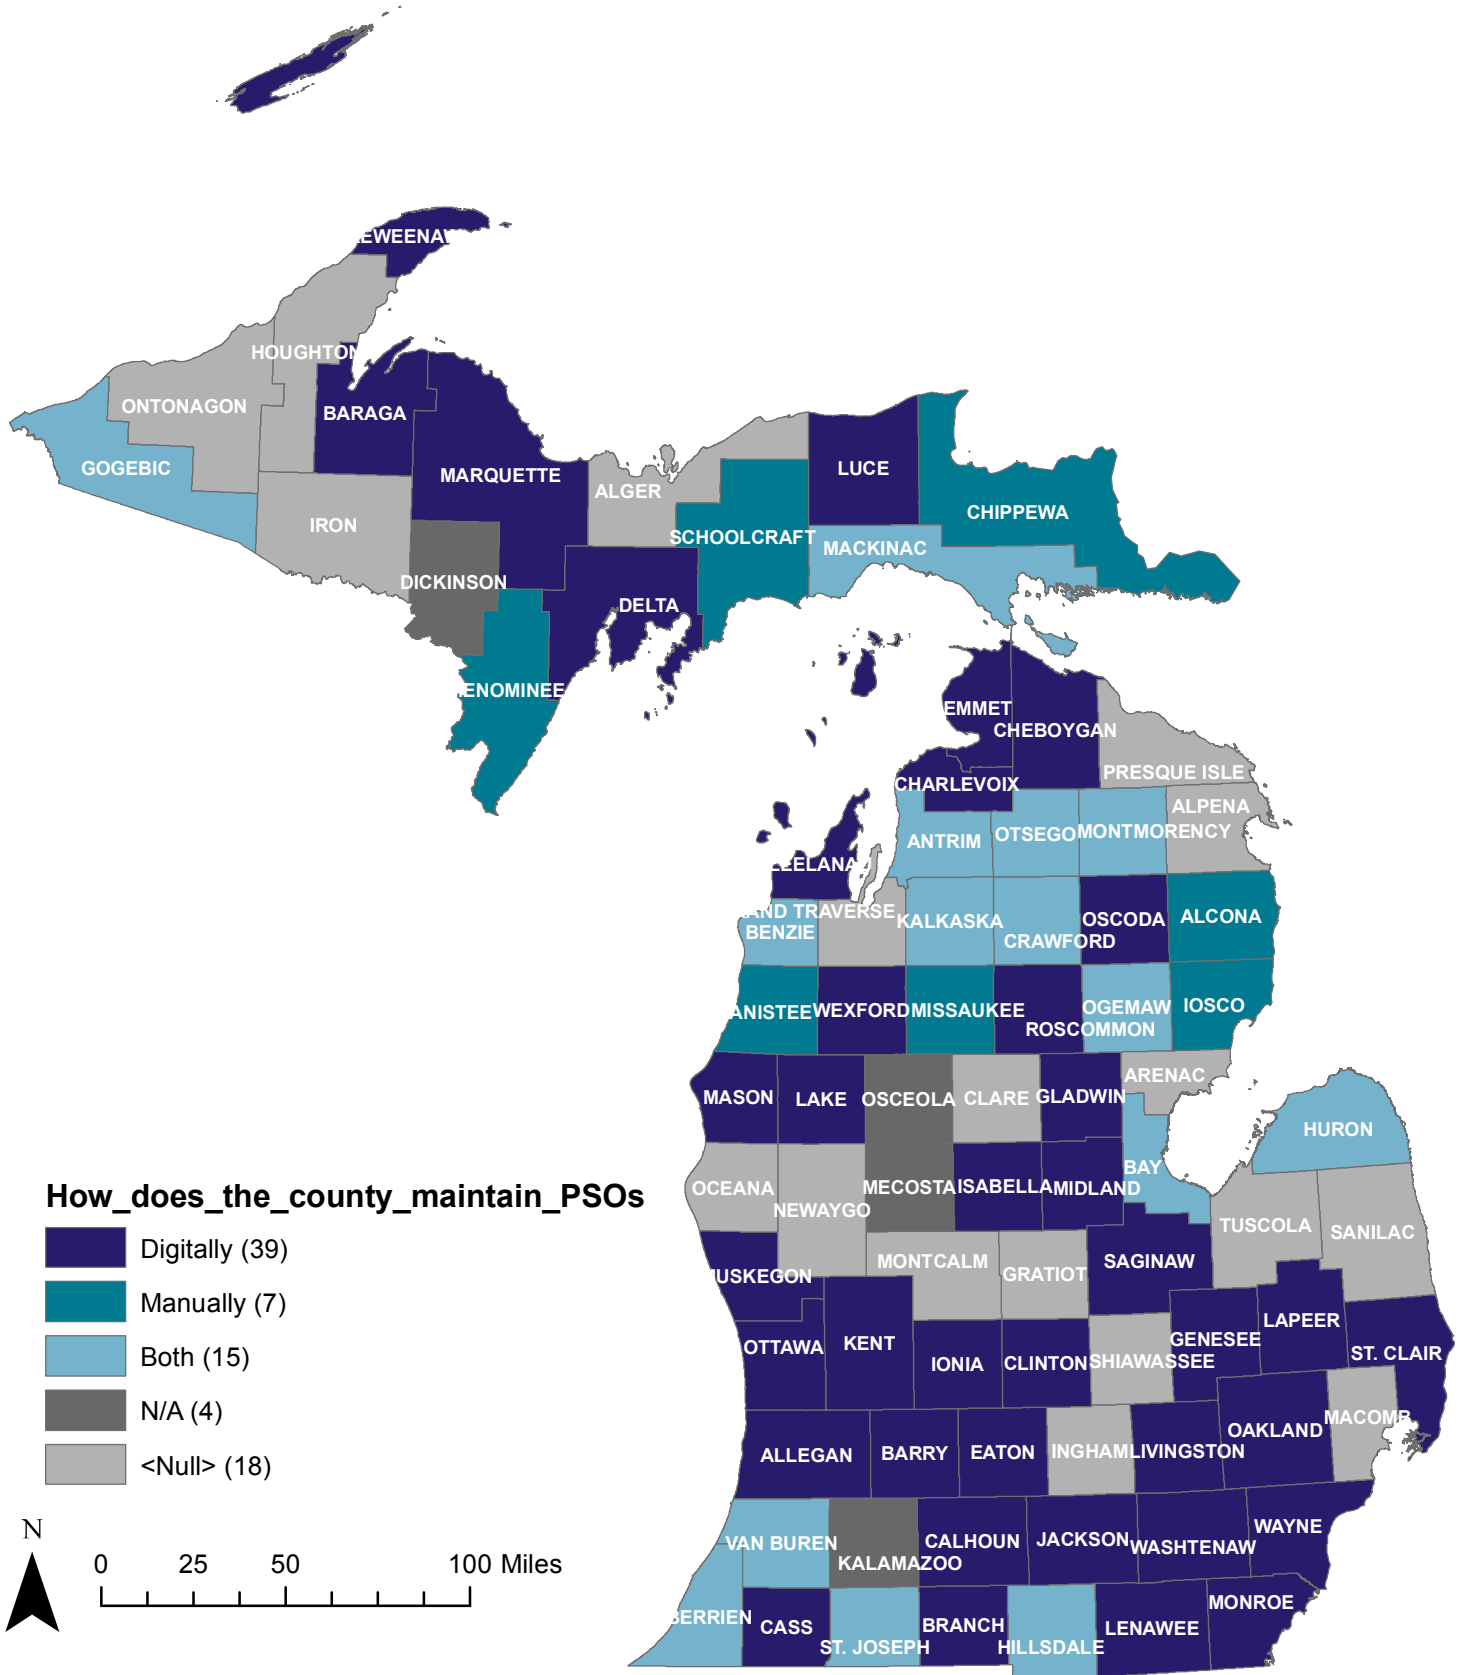 EWEENAW
HOUGHTON
ONTONAGON
BARAGA
GOGEBIC
MARQUETTE
LUCE
ALGER
CHIPPEWA
IRON
SCHOOLCRAFT
MACKINAC
DICKINSON
DELTA
ENOMINEE
EMMET
CHEBOYGAN
PRESQUE ISLE
CHARLEVOIX
ALPENA
ANTRIM
OTSEGO
MONTMORENCY
LEELANAU
AND TRAVERSE
BENZIE
KALKASKA
CRAWFORD
OSCODA
ALCONA
ANISTEE
WEXFORD
MISSAUKEE
ROSCOMMON
OGEMAW
IOSCO
MASON
LAKE
OSCEOLA
CLARE
GLADWIN
ARENAC
HURON
OCEANA
NEWAYGO
MECOSTA
ISABELLA
MIDLAND
BAY
TUSCOLA
SANILAC
MUSKEGON
MONTCALM
GRATIOT
SAGINAW
LAPEER
GENESEE
ST. CLAIR
OTTAWA
KENT
IONIA
CLINTON
SHIAWASSEE
MACOMB
OAKLAND
ALLEGAN
BARRY
EATON
INGHAM
LIVINGSTON
VAN BUREN
KALAMAZOO
CALHOUN
JACKSON
WASHTENAW
WAYNE
BERRIEN
CASS
ST. JOSEPH
BRANCH
HILLSDALE
LENAWEE
MONROE
How_does_the_county_maintain_PSOs
Digitally (39)
Manually (7)
Both (15)
N/A (4)
<Null> (18)
N
0 25 50 100 Miles